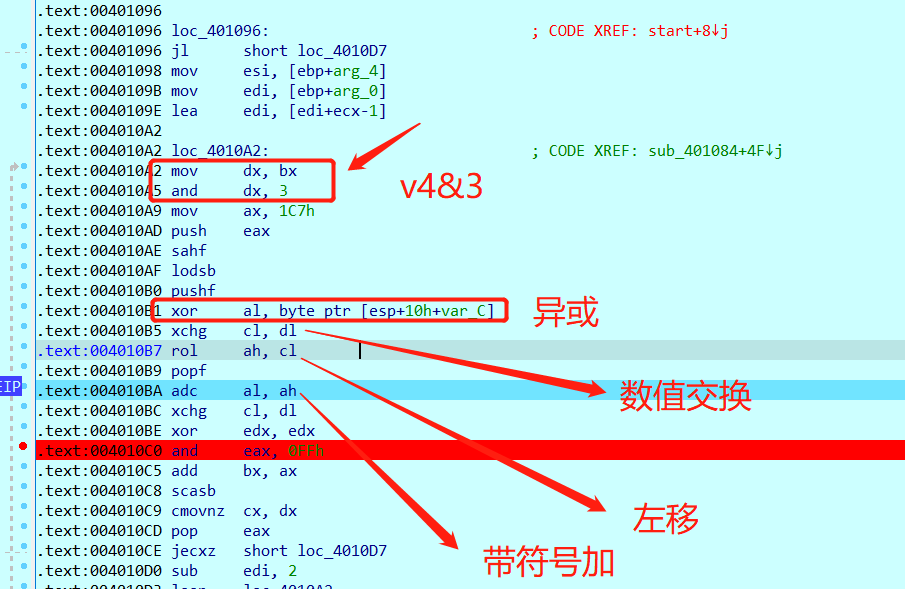 .text:00401096
.text:00401096 loc_401096: ; CODE XREF: start+8↓j
.text:00401096 jl short loc_4010D7
.text:00401098 mov esi, [ebp+arg_4]
.text:0040109B mov edi, [ebp+arg_0]
.text:0040109E lea edi, [edi+ecx-1]
.text:004010A2
.text:004010A2 loc_4010A2: ; CODE XREF: sub_401084+4F↓j
.text:004010A2 mov dx, bx
.text:004010A5 and dx, 3
v4&3
.text:004010A9 mov ax, 1C7h
.text:004010AD push eax
.text:004010AE sahf
.text:004010AF lodsb
.text:004010B0 pushf
.text:004010B1 xor al, byte ptr [esp+10h+var_C]
异或
.text:004010B5 xchg cl, dl
.text:004010B7 rol ah, cl
.text:004010B9 popf
EIP
.text:004010BA adc al, ah
数值交换
.text:004010BC xchg cl, dl
.text:004010BE xor edx, edx
.text:004010C0 and eax, 0FFh
.text:004010C5 add bx, ax
.text:004010C8 scasb
.text:004010C9 cmovnz cx, dx
左移
.text:004010CD pop eax
.text:004010CE jecxz short loc_4010D7
带符号加
.text:004010D0 sub edi, 2
.text:004010D3 loop loc_4010A2